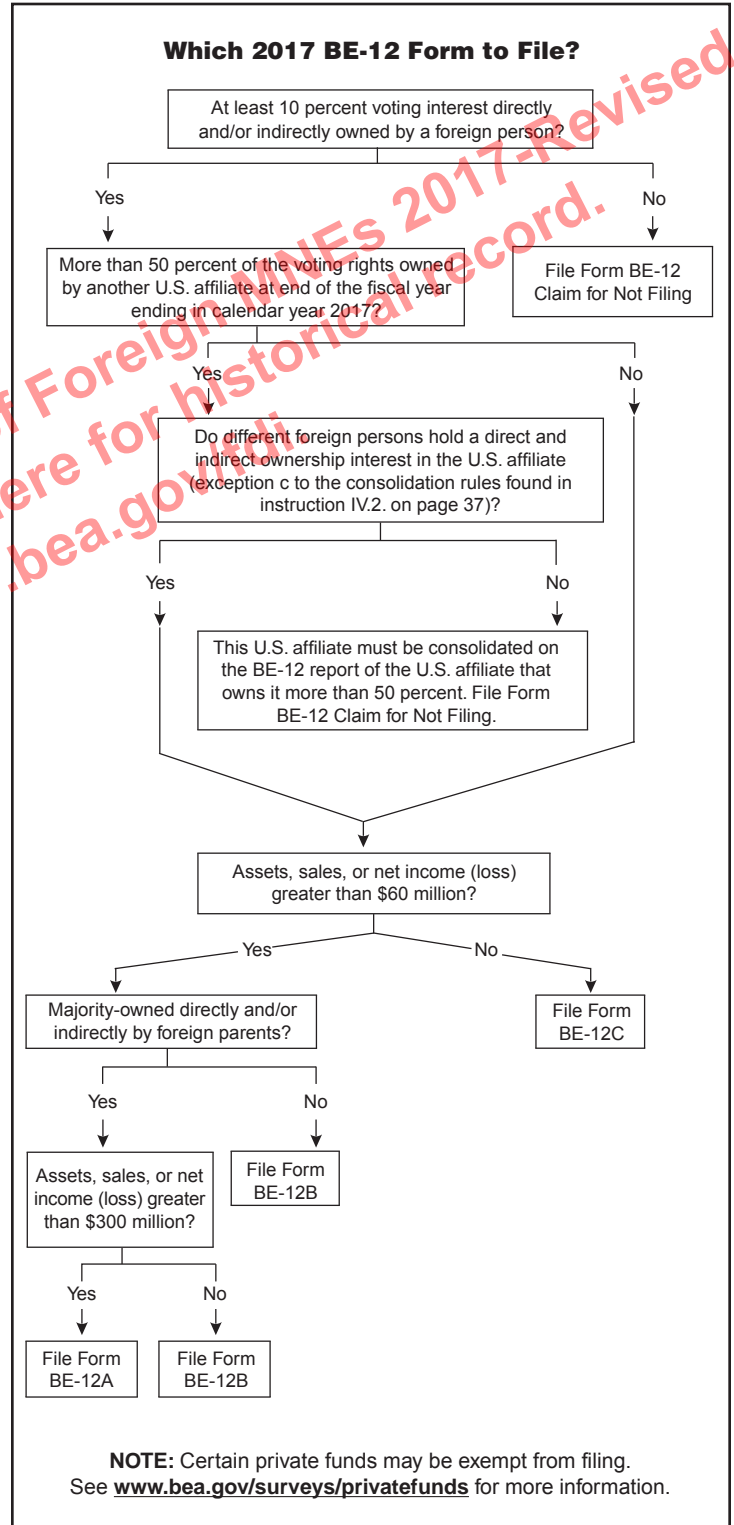 Which 2017 BE-12 Form to File?
At least 10 percent voting interest directly
and/or indirectly owned by a foreign person?
Yes
No
More than 50 percent of the voting rights owned
by another U.S. affiliate at end of the fiscal year
ending in calendar year 2017?
File Form BE-12
Claim for Not Filing
Yes
No
Do different foreign persons hold a direct and
indirect ownership interest in the U.S. affiliate
(exception c to the consolidation rules found in
instruction IV.2. on page 37)?
Yes
No
This U.S. affiliate must be consolidated on
the BE-12 report of the U.S. affiliate that
owns it more than 50 percent. File Form
BE-12 Claim for Not Filing.
Assets, sales, or net income (loss)
greater than $60 million?
Yes
No
Majority-owned directly and/or
indirectly by foreign parents?
File Form
BE-12C
Yes
No
Assets, sales, or net
income (loss) greater
than $300 million?
File Form
BE-12B
Yes
No
File Form
BE-12A
File Form
BE-12B
NOTE: Certain private funds may be exempt from filing.
See www.bea.gov/surveys/privatefunds for more information.
of Foreign MNEs 2017-Revised
here for historical record.
.bea.gov/fdi.